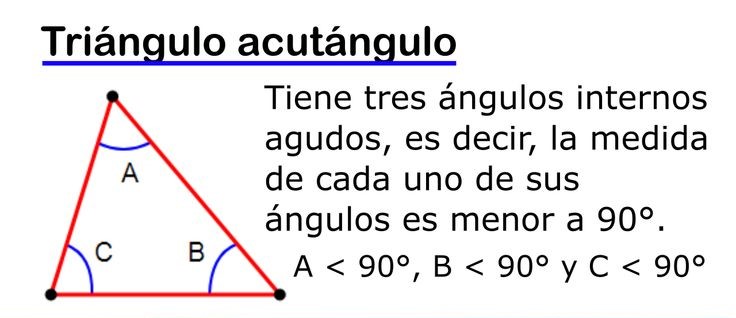 Triángulo acutángulo
Tiene tres ángulos internos
agudos, es decir, la medida
de cada uno de sus
ángulos es menor a 90°.
A < 90°, B < 90° y C < 90°
A
C
B